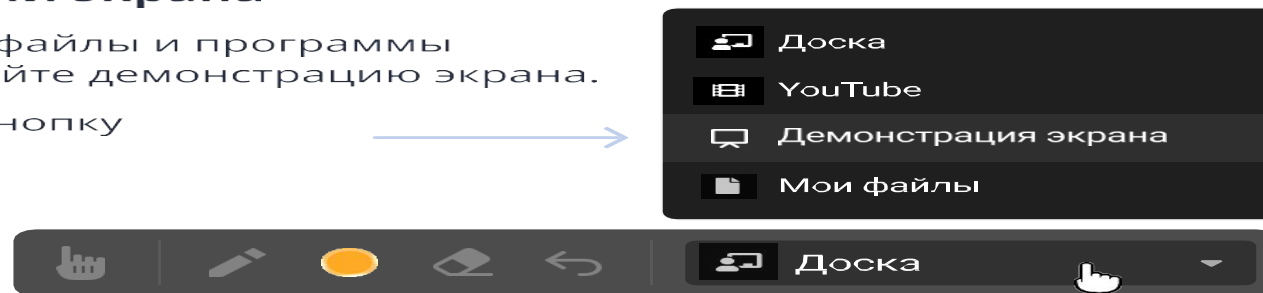 файлы и программы
йте демонстрацию экрана.
нопку
Доска
YouTube
Демонстрация экрана
Мои файлы
Доска